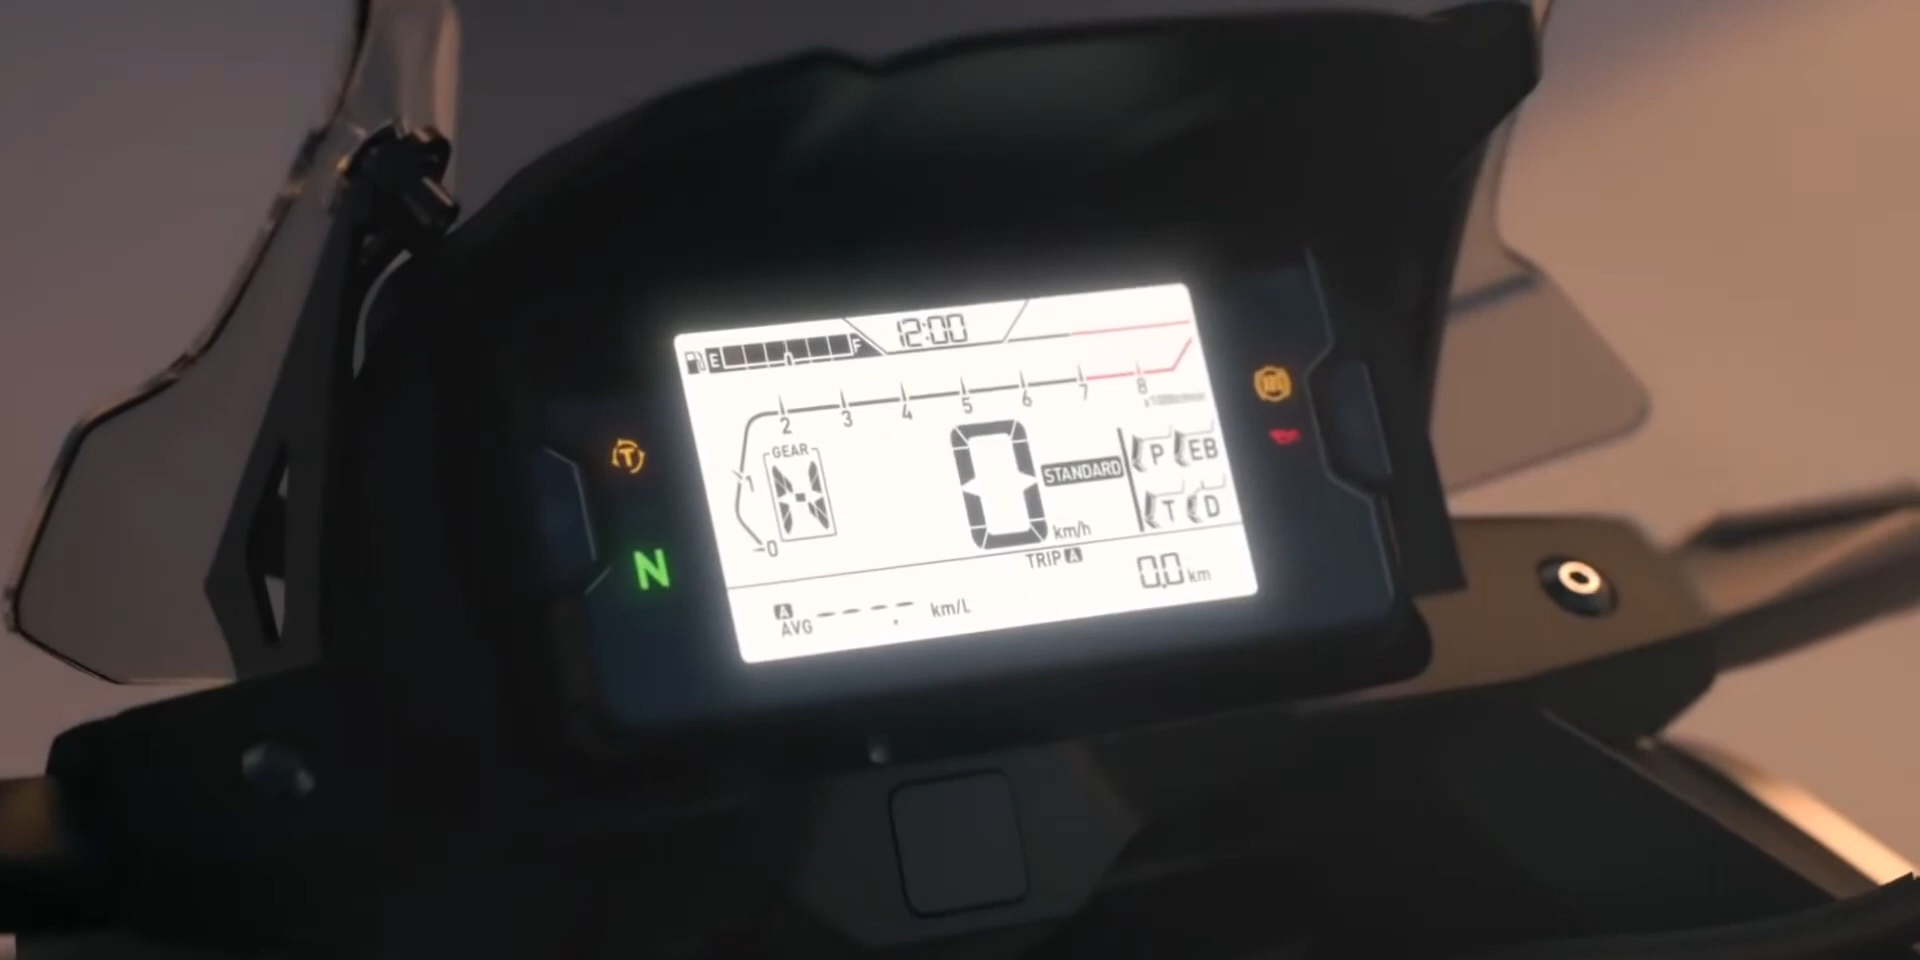 E F
12:00
0 1 2 3 4 5 6 7 8
GEAR
N
0
km/h
STANDARD
P EB
T D
T
N
TRIP A
0.0 km
A AVG ----.- km/L